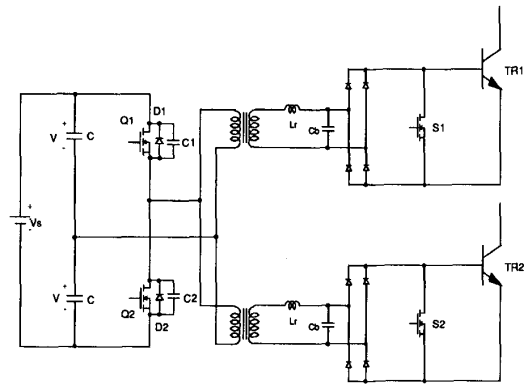 TR1
D1
Q1
+
V
-
C
C1
Lr
Cb
S1
+
Vs
-
+
V
-
C
Q2
D2
C2
Lr
Cb
S2
TR2